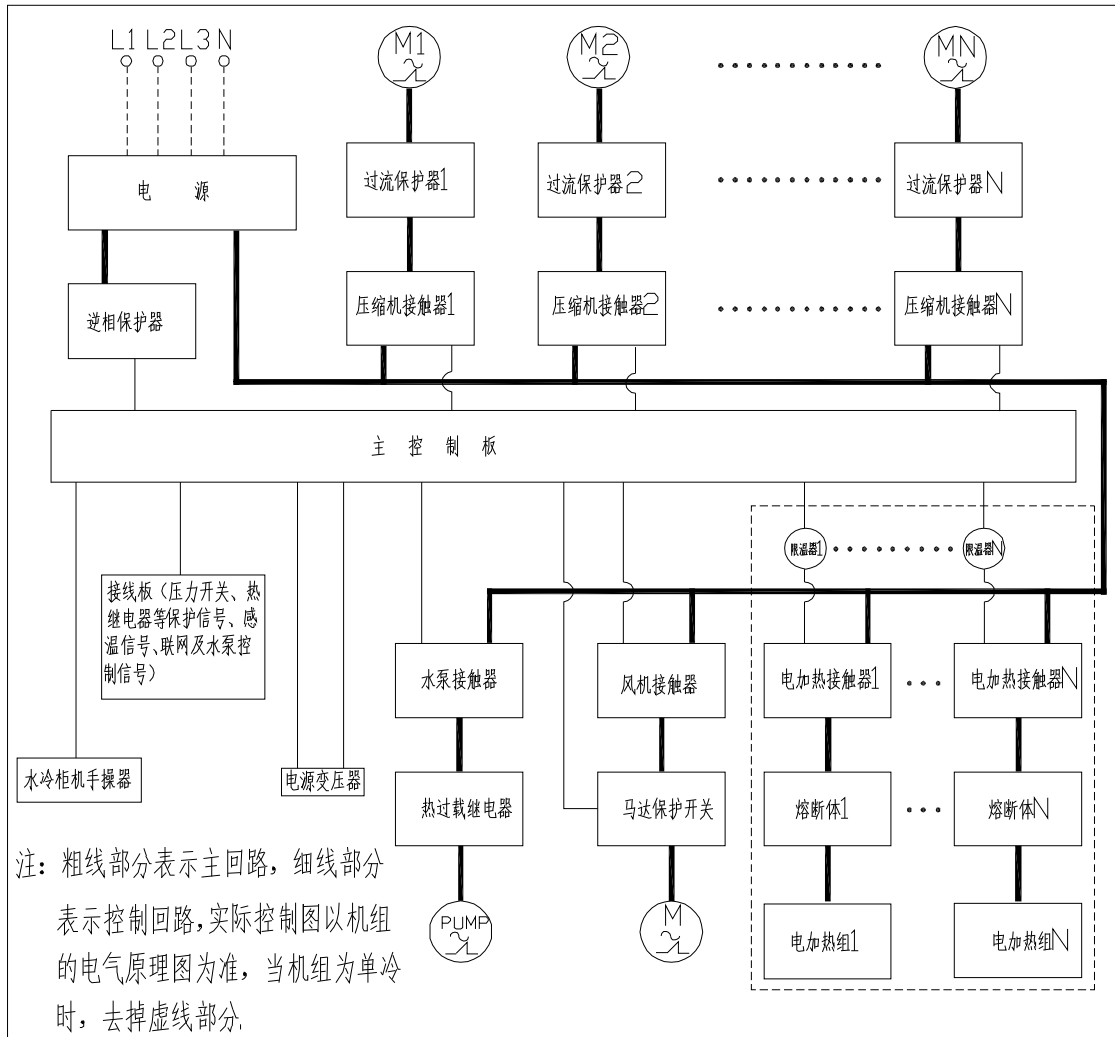 L1 L2 L3 N
M1
M2
MN
电 源
过流保护器1
过流保护器2
过流保护器N
逆相保护器
压缩机接触器1
压缩机接触器2
压缩机接触器N
主 控 制 板
限温器1
限温器N
接线板（压力开关、热
继电器等保护信号、感
温信号、联网及水泵控
制信号）
水泵接触器
风机接触器
电加热接触器1
电加热接触器N
水冷柜机手操器
电源变压器
热过载继电器
马达保护开关
熔断体1
熔断体N
PUMP
M
电加热组1
电加热组N
注：粗线部分表示主回路，细线部分
表示控制回路，实际控制图以机组
的电气原理图为准，当机组为单冷
时，去掉虚线部分.